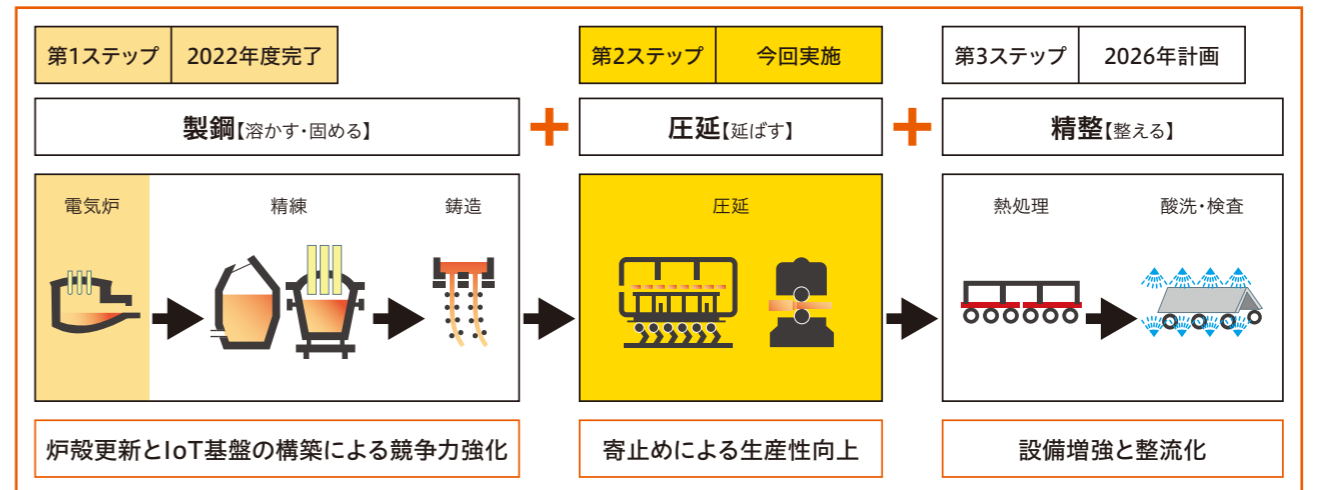 第1ステップ 2022年度完了
第2ステップ 今回実施
第3ステップ 2026年計画
製鋼【溶かす・固める】
圧延【延ばす】
精整【整える】
電気炉
精練
鋳造
圧延
熱処理
酸洗・検査
炉殻更新とIoT基盤の構築による競争力強化
寄止めによる生産性向上
設備増強と整流化